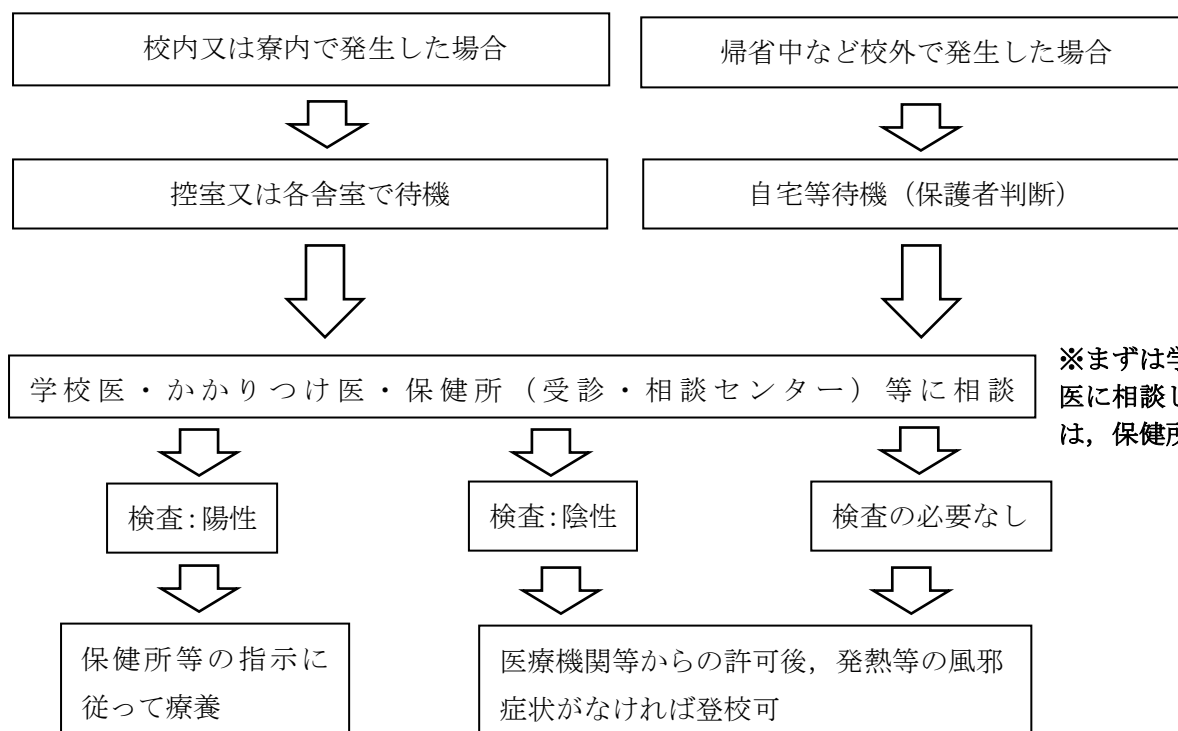 校内又は寮内で発生した場合
帰省中など校外で発生した場合
控室又は各舎室で待機
自宅等待機（保護者判断）
学校医・かかりつけ医・保健所（受診・相談センター）等に相談
※まずは学
医に相談し
は，保健所
検査：陽性
検査：陰性
検査の必要なし
保健所等の指示に
従って療養
医療機関等からの許可後，発熱等の風邪
症状がなければ登校可